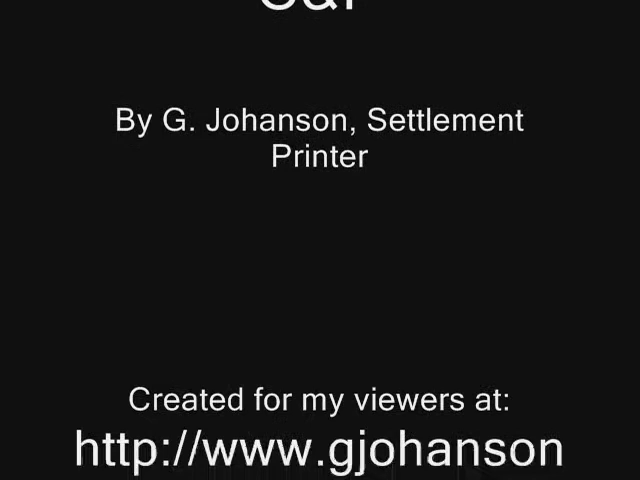 By G. Johanson, Settlement
Printer
Created for my viewers at:
http://www.gjohanson